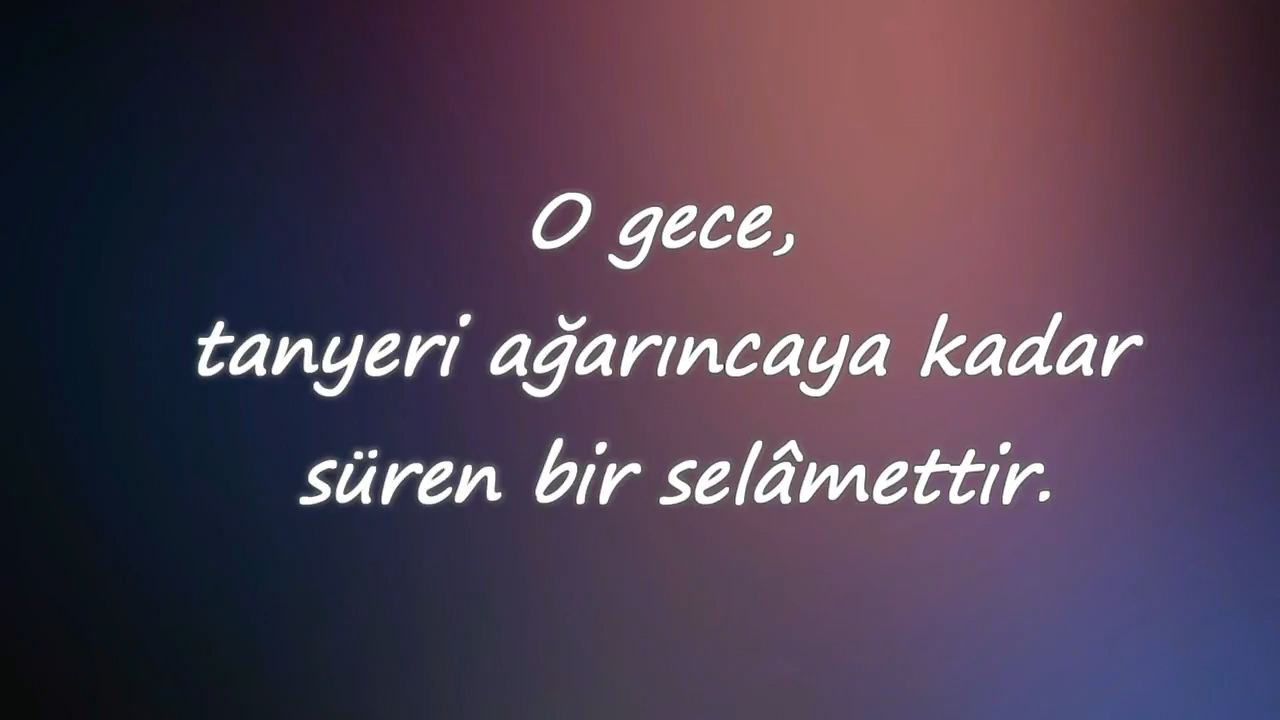 O gece,
tanyeri ağarıncaya kadar
süren bir selâmettir.